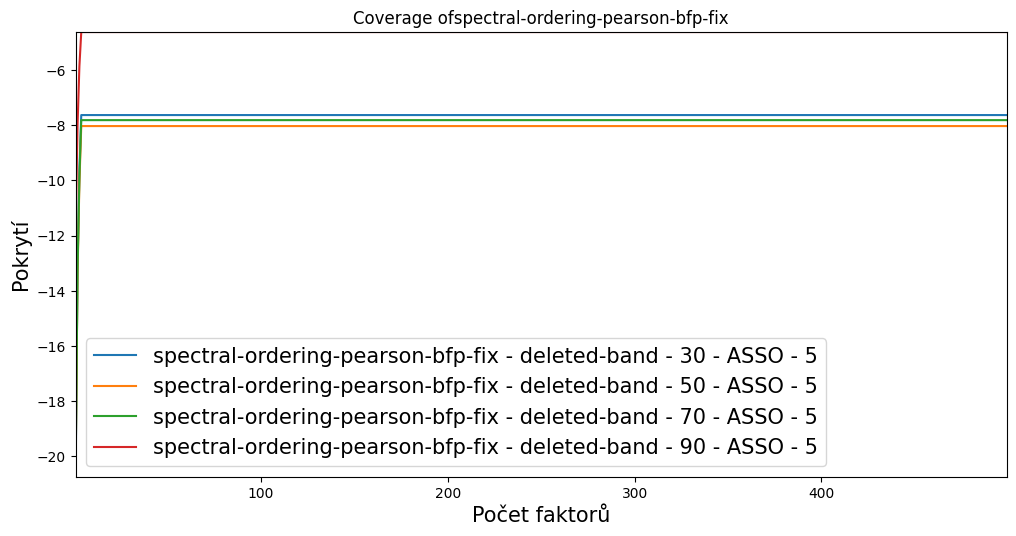 Coverage ofspectral-ordering-pearson-bfp-fix
Pokrytí
−6
−8
−10
−12
−14
−16
−18
−20
spectral-ordering-pearson-bfp-fix - deleted-band - 30 - ASSO - 5
spectral-ordering-pearson-bfp-fix - deleted-band - 50 - ASSO - 5
spectral-ordering-pearson-bfp-fix - deleted-band - 70 - ASSO - 5
spectral-ordering-pearson-bfp-fix - deleted-band - 90 - ASSO - 5
100 200 300 400
Počet faktorů